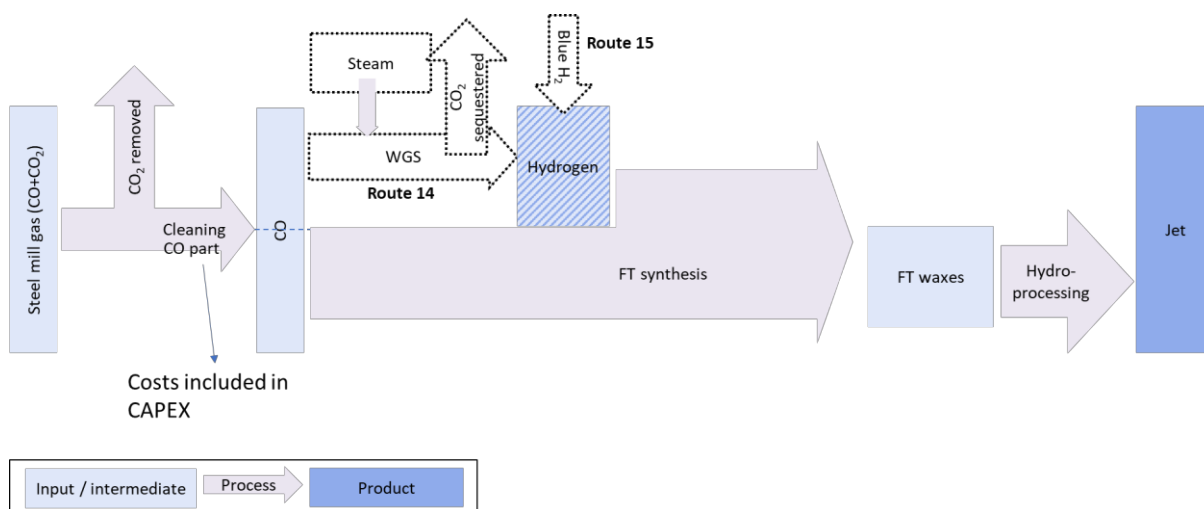 Steel mill gas (CO+CO₂)
CO₂ removed
Cleaning
CO part
Costs included in
CAPEX
CO
Steam
WGS
Route 14
CO₂
sequestered
Blue H₂
Route 15
Hydrogen
FT synthesis
FT waxes
Hydro-
processing
Jet
Input / intermediate
Process
Product